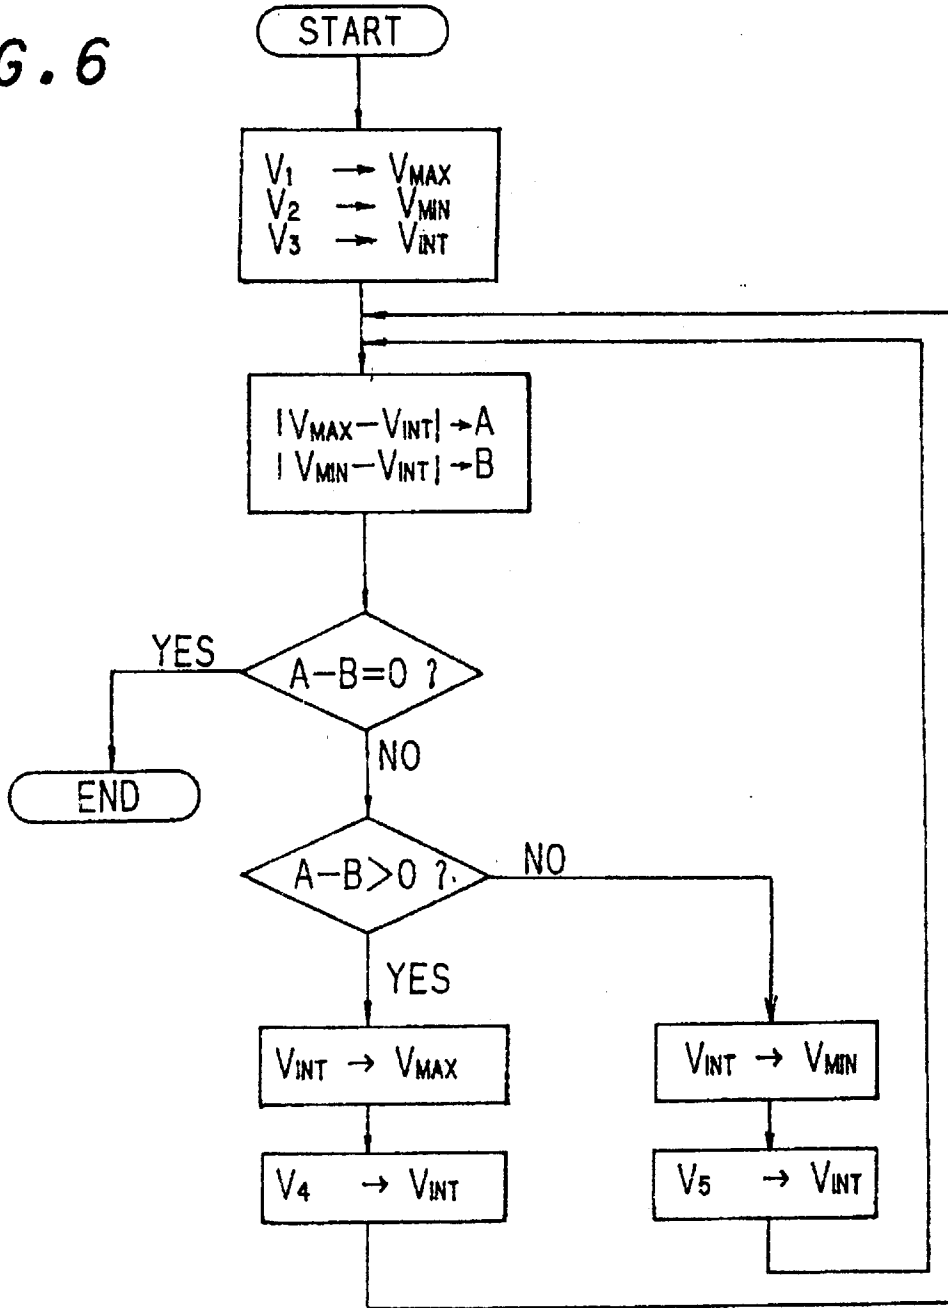 G.6
START
V1 → VMAX
V2 → VMIN
V3 → VINT
|VMAX−VINT|→A
|VMIN−VINT|→B
YES
A−B=0 ?
NO
END
A−B>0 ?
NO
YES
VINT → VMAX
VINT → VMIN
V4 → VINT
V5 → VINT